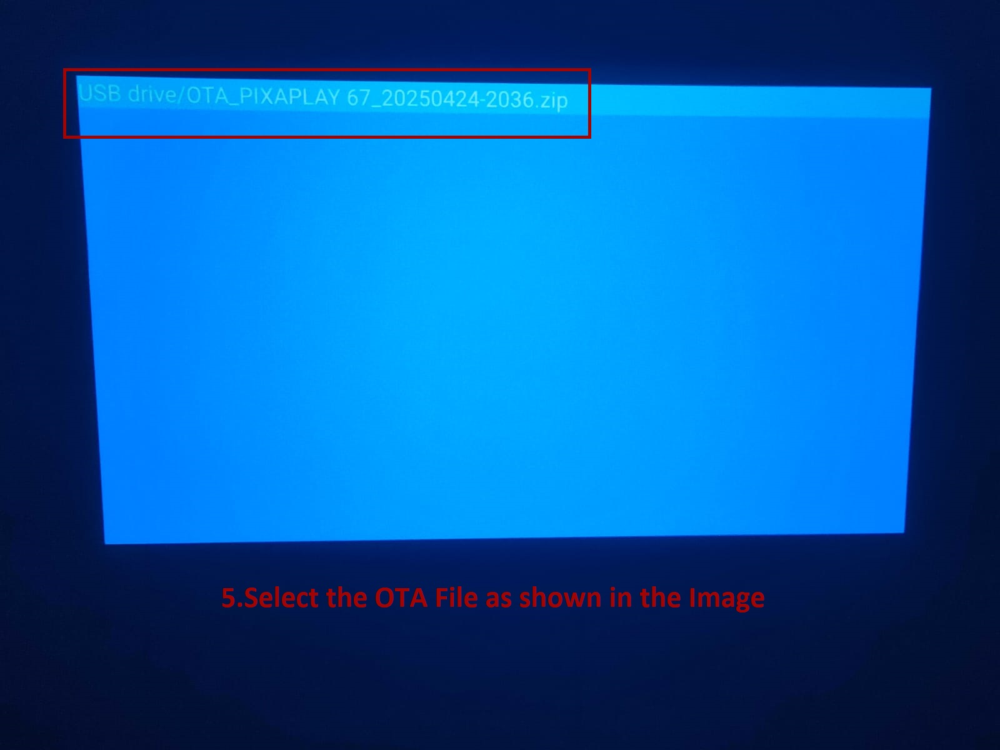 USB drive/OTA_PIXAPLAY 67_20250424-2036.zip
5.Select the OTA File as shown in the Image